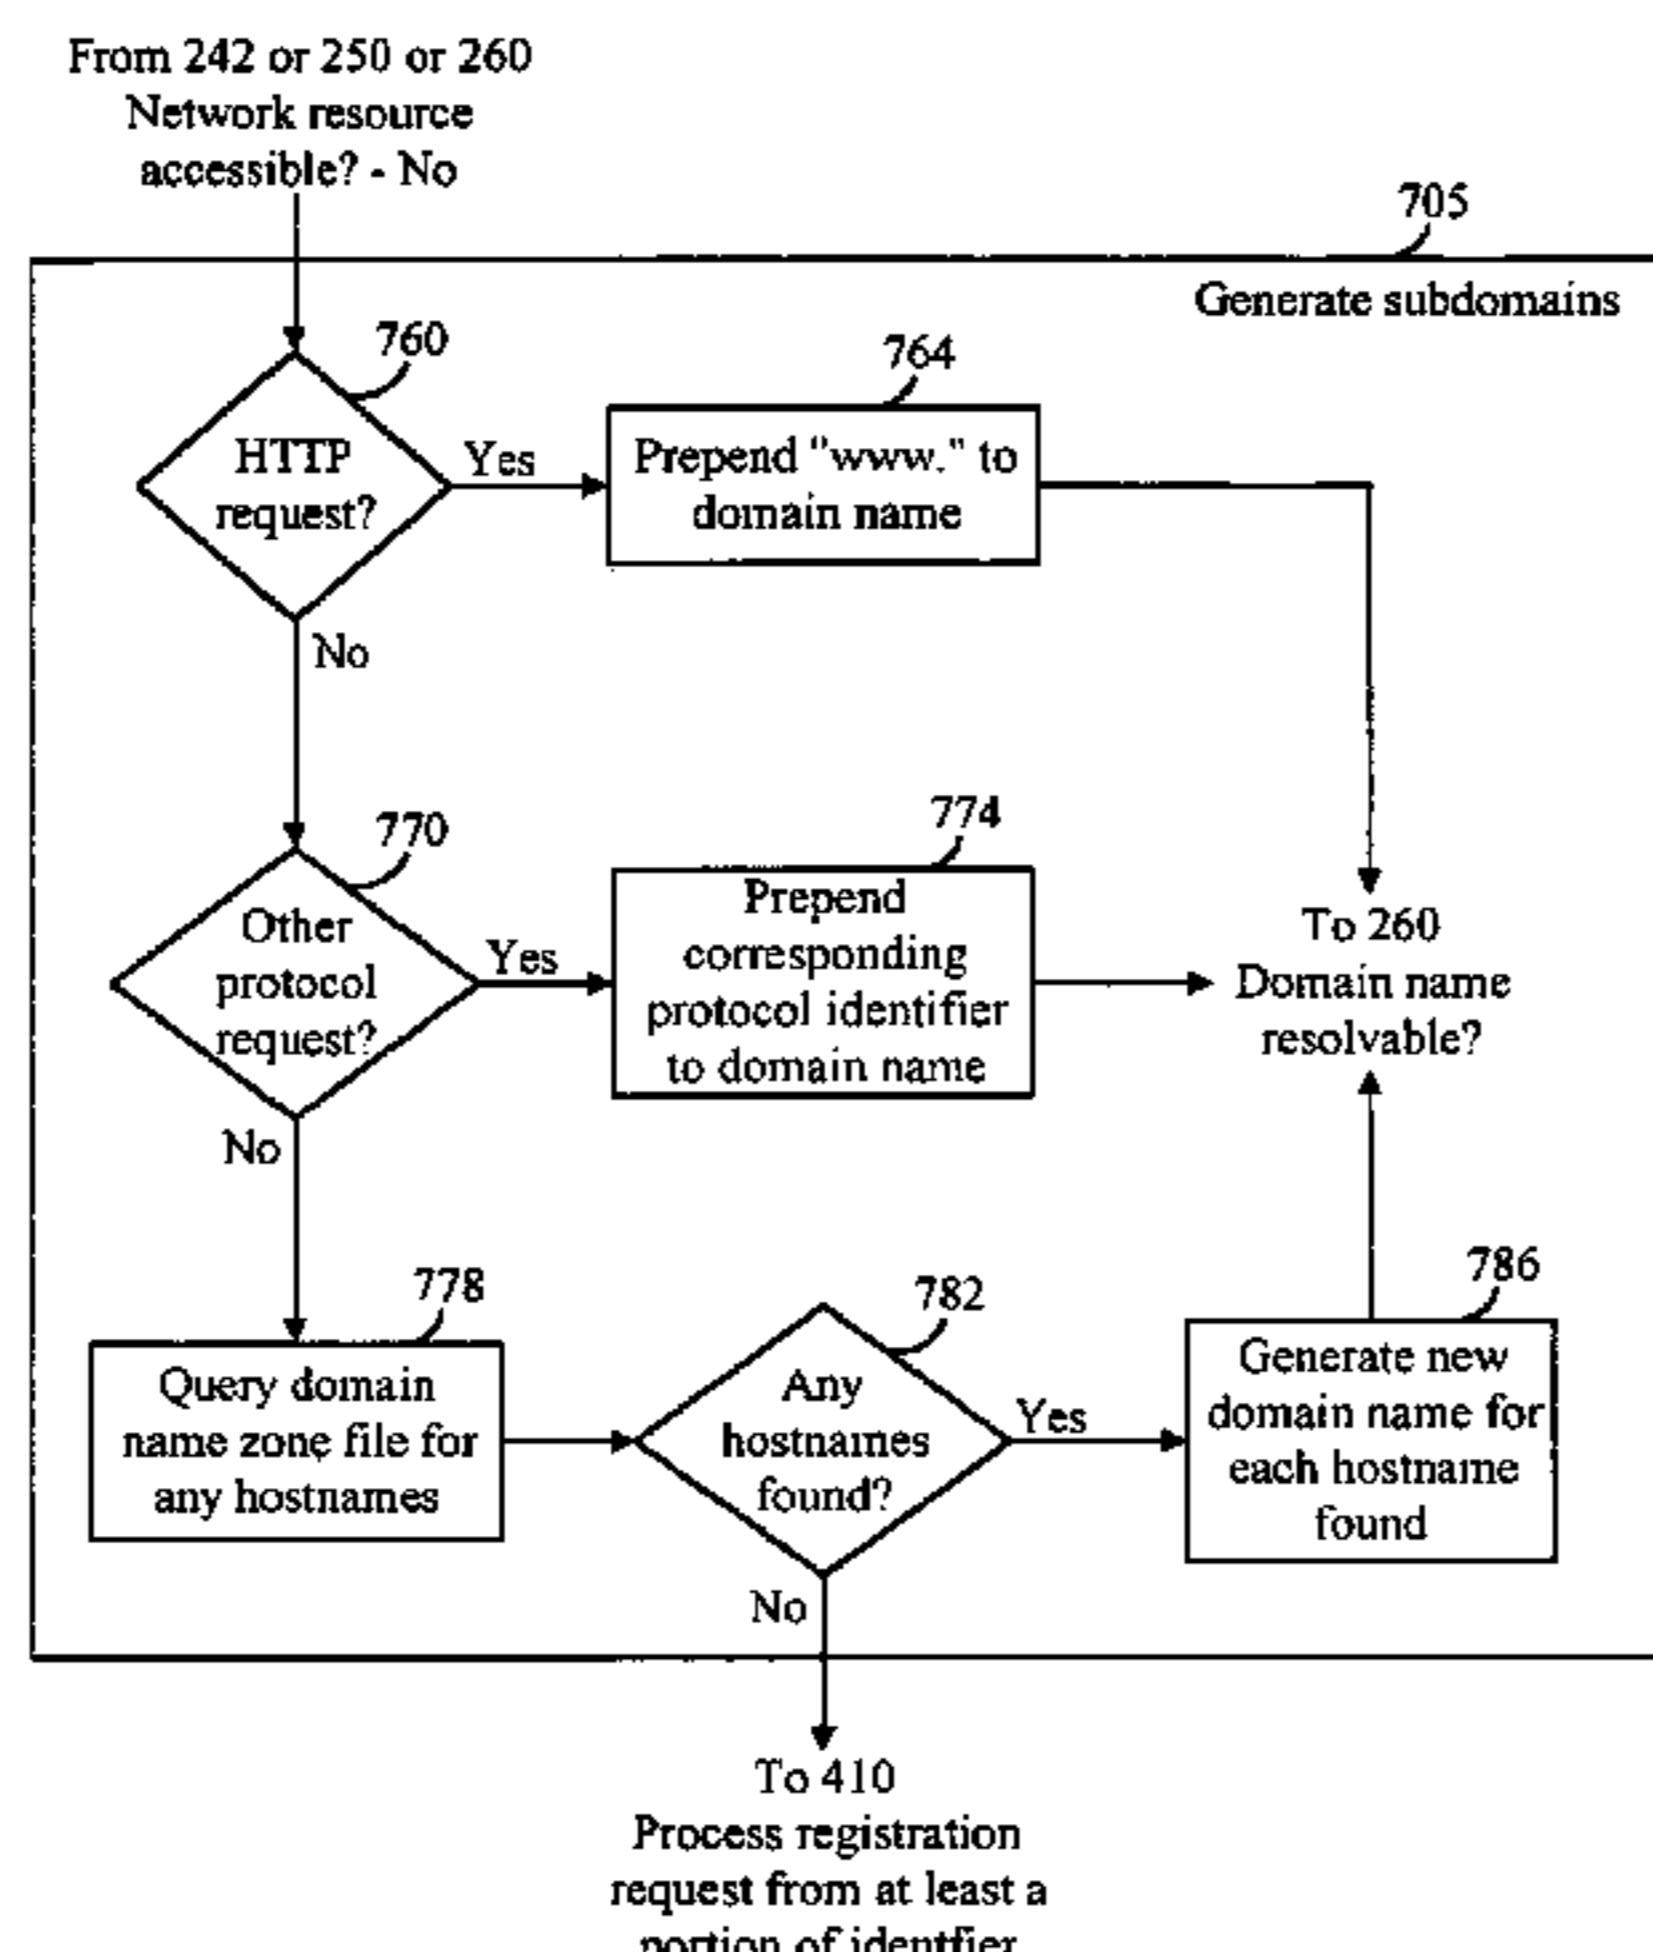 From 242 or 250 or 260
Network resource
accessible? - No
705
Generate subdomains
760
HTTP
request?
Yes
764
Prepend "www." to
domain name
No
770
Other
protocol
request?
Yes
774
Prepend
corresponding
protocol identifier
to domain name
To 260
Domain name
resolvable?
No
778
Query domain
name zone file for
any hostnames
782
Any
hostnames
found?
Yes
786
Generate new
domain name for
each hostname
found
No
To 410
Process registration
request from at least a
portion of identfier